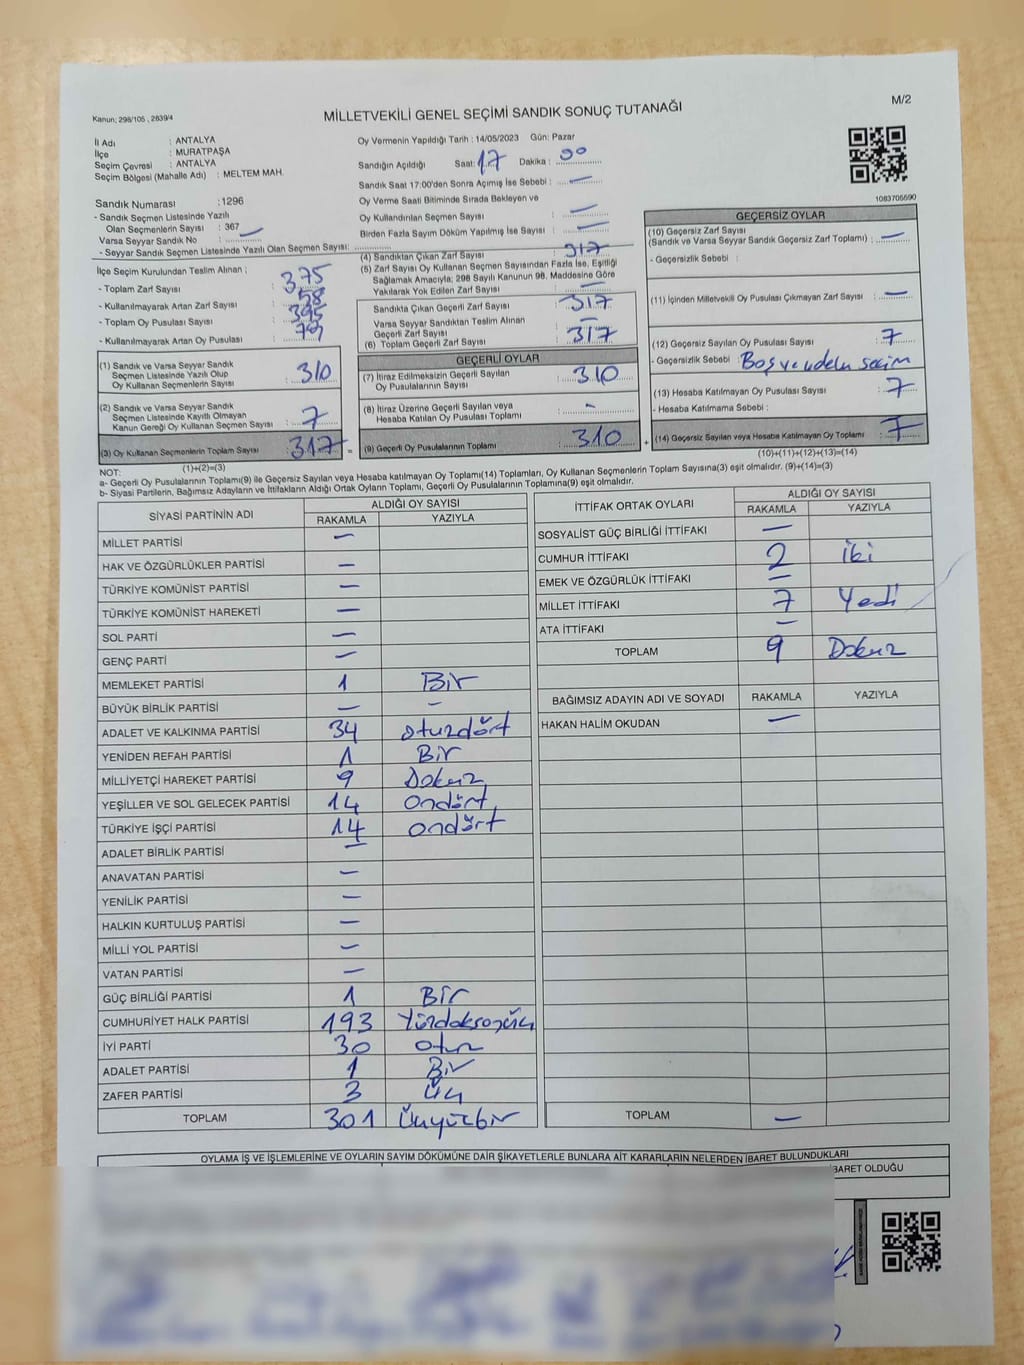 Kanun; 298/105 , 2839/4
MİLLETVEKİLİ GENEL SEÇİMİ SANDIK SONUÇ TUTANAĞI
M/2
İl Adı : ANTALYA
İlçe : MURATPAŞA
Seçim Çevresi : ANTALYA
Seçim Bölgesi (Mahalle Adı) : MELTEM MAH.
Sandık Numarası :1296
- Sandık Seçmen Listesinde Yazılı
Olan Seçmenlerin Sayısı : 367
Varsa Seyyar Sandık No : —
- Seyyar Sandık Seçmen Listesinde Yazılı Olan Seçmen Sayısı:
Oy Vermenin Yapıldığı Tarih : 14/05/2023 Gün: Pazar
Sandığın Açıldığı Saat: 17 Dakika : 00
Sandık Saat 17:00'den Sonra Açılmış İse Sebebi : —
Oy Verme Saati Bitiminde Sırada Bekleyen ve
Oy Kullandırılan Seçmen Sayısı : —
Birden Fazla Sayım Döküm Yapılmış İse Sayısı : —
1083705590
İlçe Seçim Kurulundan Teslim Alınan ;
- Toplam Zarf Sayısı : 375
- Kullanılmayarak Artan Zarf Sayısı : 58
- Toplam Oy Pusulası Sayısı : 395
- Kullanılmayarak Artan Oy Pusulası : 78
(1) Sandık ve Varsa Seyyar Sandık
Seçmen Listesinde Yazılı Olup
Oy Kullanan Seçmenlerin Sayısı : 310
(2) Sandık ve Varsa Seyyar Sandık
Seçmen Listesinde Kayıtlı Olmayan
Kanun Gereği Oy Kullanan Seçmen Sayısı : 7
(3) Oy Kullanan Seçmenlerin Toplam Sayısı : 317
(1)+(2)=(3)
(4) Sandıktan Çıkan Zarf Sayısı : 317
(5) Zarf Sayısı Oy Kullanan Seçmen Sayısından Fazla İse, Eşitliği
Sağlamak Amacıyla; 298 Sayılı Kanunun 98. Maddesine Göre
Yakılarak Yok Edilen Zarf Sayısı : —
Sandıkta Çıkan Geçerli Zarf Sayısı : 317
Varsa Seyyar Sandıktan Teslim Alınan
Geçerli Zarf Sayısı : —
(6) Toplam Geçerli Zarf Sayısı : 317
GEÇERLİ OYLAR
(7) İtiraz Edilmeksizin Geçerli Sayılan
Oy Pusulalarının Sayısı : 310
(8) İtiraz Üzerine Geçerli Sayılan veya
Hesaba Katılan Oy Pusulası Toplamı : -
= (9) Geçerli Oy Pusulalarının Toplamı : 310 +
GEÇERSİZ OYLAR
(10) Geçersiz Zarf Sayısı
(Sandık ve Varsa Seyyar Sandık Geçersiz Zarf Toplamı) : —
- Geçersizlik Sebebi :
(11) İçinden Milletvekili Oy Pusulası Çıkmayan Zarf Sayısı : —
(12) Geçersiz Sayılan Oy Pusulası Sayısı : 7
- Geçersizlik Sebebi : Boş ve
(13) Hesaba Katılmayan Oy Pusulası Sayısı : 7
- Hesaba Katılmama Sebebi :
(14) Geçersiz Sayılan veya Hesaba Katılmayan Oy Toplamı : 7
(10)+(11)+(12)+(13)=(14)
NOT:
a- Geçerli Oy Pusulalarının Toplamı(9) ile Geçersiz Sayılan veya Hesaba Katılmayan Oy Toplamı(14) Toplamları, Oy Kullanan Seçmenlerin Toplam Sayısına(3) eşit olmalıdır. (9)+(14)=(3)
b- Siyasi Partilerin, Bağımsız Adayların ve İttifakların Aldığı Ortak Oyların Toplamı, Geçerli Oy Pusulalarının Toplamına(9) eşit olmalıdır.
SİYASİ PARTİNİN ADI ALDIĞI OY SAYISI
RAKAMLA YAZIYLA
MİLLET PARTİSİ —
HAK VE ÖZGÜRLÜKLER PARTİSİ —
TÜRKİYE KOMÜNİST PARTİSİ —
TÜRKİYE KOMÜNİST HAREKETİ —
SOL PARTİ —
GENÇ PARTİ —
MEMLEKET PARTİSİ 1 Bir
BÜYÜK BİRLİK PARTİSİ — —
ADALET VE KALKINMA PARTİSİ 34 otuzdört
YENİDEN REFAH PARTİSİ 1 Bir
MİLLİYETÇİ HAREKET PARTİSİ 9 Dokuz
YEŞİLLER VE SOL GELECEK PARTİSİ 14 ondört
TÜRKİYE İŞÇİ PARTİSİ 14 ondört
ADALET BİRLİK PARTİSİ —
ANAVATAN PARTİSİ —
YENİLİK PARTİSİ —
HALKIN KURTULUŞ PARTİSİ —
MİLLİ YOL PARTİSİ —
VATAN PARTİSİ —
GÜÇ BİRLİĞİ PARTİSİ 1 Bir
CUMHURİYET HALK PARTİSİ 193 Yüzdoksanüç
İYİ PARTİ 30 otuz
ADALET PARTİSİ 1 Bir
ZAFER PARTİSİ 3 Üç
TOPLAM 301 Üçyüzbir
İTTİFAK ORTAK OYLARI ALDIĞI OY SAYISI
RAKAMLA YAZIYLA
SOSYALİST GÜÇ BİRLİĞİ İTTİFAKI —
CUMHUR İTTİFAKI 2 iki
EMEK VE ÖZGÜRLÜK İTTİFAKI —
MİLLET İTTİFAKI 7 Yedi
ATA İTTİFAKI —
TOPLAM 9 Dokuz
BAĞIMSIZ ADAYIN ADI VE SOYADI RAKAMLA YAZIYLA
HAKAN HALİM OKUDAN —
TOPLAM —
OYLAMA İŞ VE İŞLEMLERİNE VE OYLARIN SAYIM DÖKÜMÜNE DAİR ŞİKAYETLERLE BUNLARA AİT KARARLARIN NELERDEN İBARET BULUNDUKLARI
BARET OLDUĞU